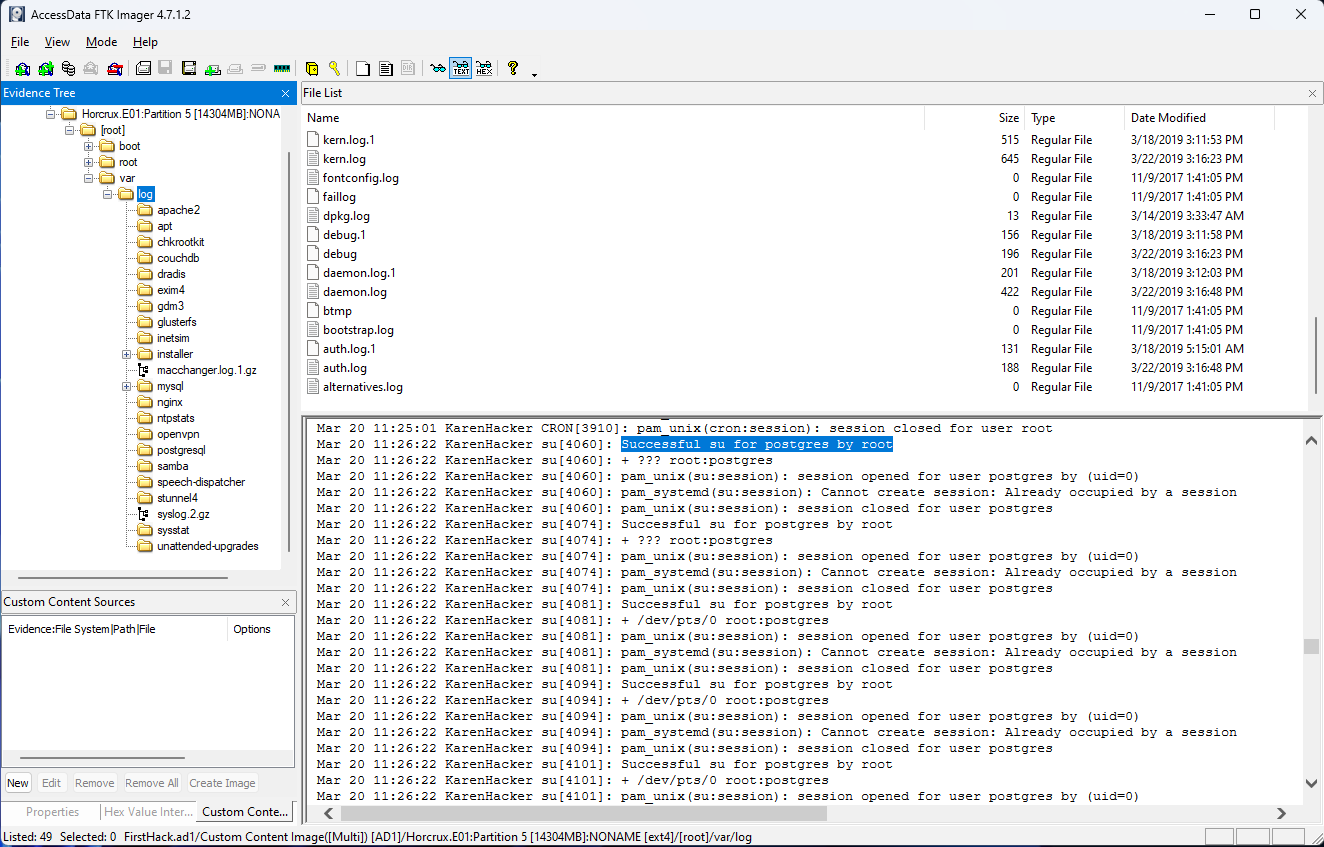 AccessData FTK Imager 4.7.1.2
File View Mode Help
Evidence Tree
Horcrux.E01:Partition 5 [14304MB]:NONA
[root]
boot
root
var
log
apache2
apt
chkrootkit
couchdb
dradis
exim4
gdm3
glusterfs
inetsim
installer
macchanger.log.1.gz
mysql
nginx
ntpstats
openvpn
postgresql
samba
speech-dispatcher
stunnel4
syslog.2.gz
sysstat
unattended-upgrades
Custom Content Sources
Evidence:File System|Path|File Options
New Edit Remove Remove All Create Image
Properties Hex Value Inter... Custom Conte...
File List
Name Size Type Date Modified
kern.log.1 515 Regular File 3/18/2019 3:11:53 PM
kern.log 645 Regular File 3/22/2019 3:16:23 PM
fontconfig.log 0 Regular File 11/9/2017 1:41:05 PM
faillog 0 Regular File 11/9/2017 1:41:05 PM
dpkg.log 13 Regular File 3/14/2019 3:33:47 AM
debug.1 156 Regular File 3/18/2019 3:11:58 PM
debug 196 Regular File 3/22/2019 3:16:23 PM
daemon.log.1 201 Regular File 3/18/2019 3:12:03 PM
daemon.log 422 Regular File 3/22/2019 3:16:48 PM
btmp 0 Regular File 11/9/2017 1:41:05 PM
bootstrap.log 0 Regular File 11/9/2017 1:41:05 PM
auth.log.1 131 Regular File 3/18/2019 5:15:01 AM
auth.log 188 Regular File 3/22/2019 3:16:48 PM
alternatives.log 0 Regular File 11/9/2017 1:41:05 PM
Mar 20 11:25:01 KarenHacker CRON[3910]: pam_unix(cron:session): session closed for user root
Mar 20 11:26:22 KarenHacker su[4060]: Successful su for postgres by root
Mar 20 11:26:22 KarenHacker su[4060]: + ??? root:postgres
Mar 20 11:26:22 KarenHacker su[4060]: pam_unix(su:session): session opened for user postgres by (uid=0)
Mar 20 11:26:22 KarenHacker su[4060]: pam_systemd(su:session): Cannot create session: Already occupied by a session
Mar 20 11:26:22 KarenHacker su[4060]: pam_unix(su:session): session closed for user postgres
Mar 20 11:26:22 KarenHacker su[4074]: Successful su for postgres by root
Mar 20 11:26:22 KarenHacker su[4074]: + ??? root:postgres
Mar 20 11:26:22 KarenHacker su[4074]: pam_unix(su:session): session opened for user postgres by (uid=0)
Mar 20 11:26:22 KarenHacker su[4074]: pam_systemd(su:session): Cannot create session: Already occupied by a session
Mar 20 11:26:22 KarenHacker su[4074]: pam_unix(su:session): session closed for user postgres
Mar 20 11:26:22 KarenHacker su[4081]: Successful su for postgres by root
Mar 20 11:26:22 KarenHacker su[4081]: + /dev/pts/0 root:postgres
Mar 20 11:26:22 KarenHacker su[4081]: pam_unix(su:session): session opened for user postgres by (uid=0)
Mar 20 11:26:22 KarenHacker su[4081]: pam_systemd(su:session): Cannot create session: Already occupied by a session
Mar 20 11:26:22 KarenHacker su[4081]: pam_unix(su:session): session closed for user postgres
Mar 20 11:26:22 KarenHacker su[4094]: Successful su for postgres by root
Mar 20 11:26:22 KarenHacker su[4094]: + /dev/pts/0 root:postgres
Mar 20 11:26:22 KarenHacker su[4094]: pam_unix(su:session): session opened for user postgres by (uid=0)
Mar 20 11:26:22 KarenHacker su[4094]: pam_systemd(su:session): Cannot create session: Already occupied by a session
Mar 20 11:26:22 KarenHacker su[4094]: pam_unix(su:session): session closed for user postgres
Mar 20 11:26:22 KarenHacker su[4101]: Successful su for postgres by root
Mar 20 11:26:22 KarenHacker su[4101]: + /dev/pts/0 root:postgres
Mar 20 11:26:22 KarenHacker su[4101]: pam_unix(su:session): session opened for user postgres by (uid=0)
Listed: 49 Selected: 0 FirstHack.ad1/Custom Content Image([Multi]) [AD1]/Horcrux.E01:Partition 5 [14304MB]:NONAME [ext4]/[root]/var/log